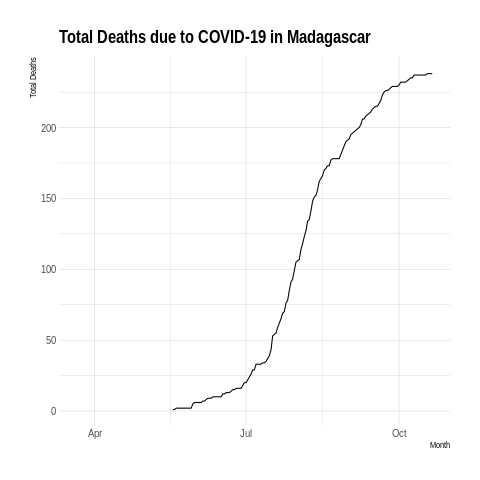 Total Deaths due to COVID-19 in Madagascar
Total Deaths
200
150
100
50
0
Apr
Jul
Oct
Month